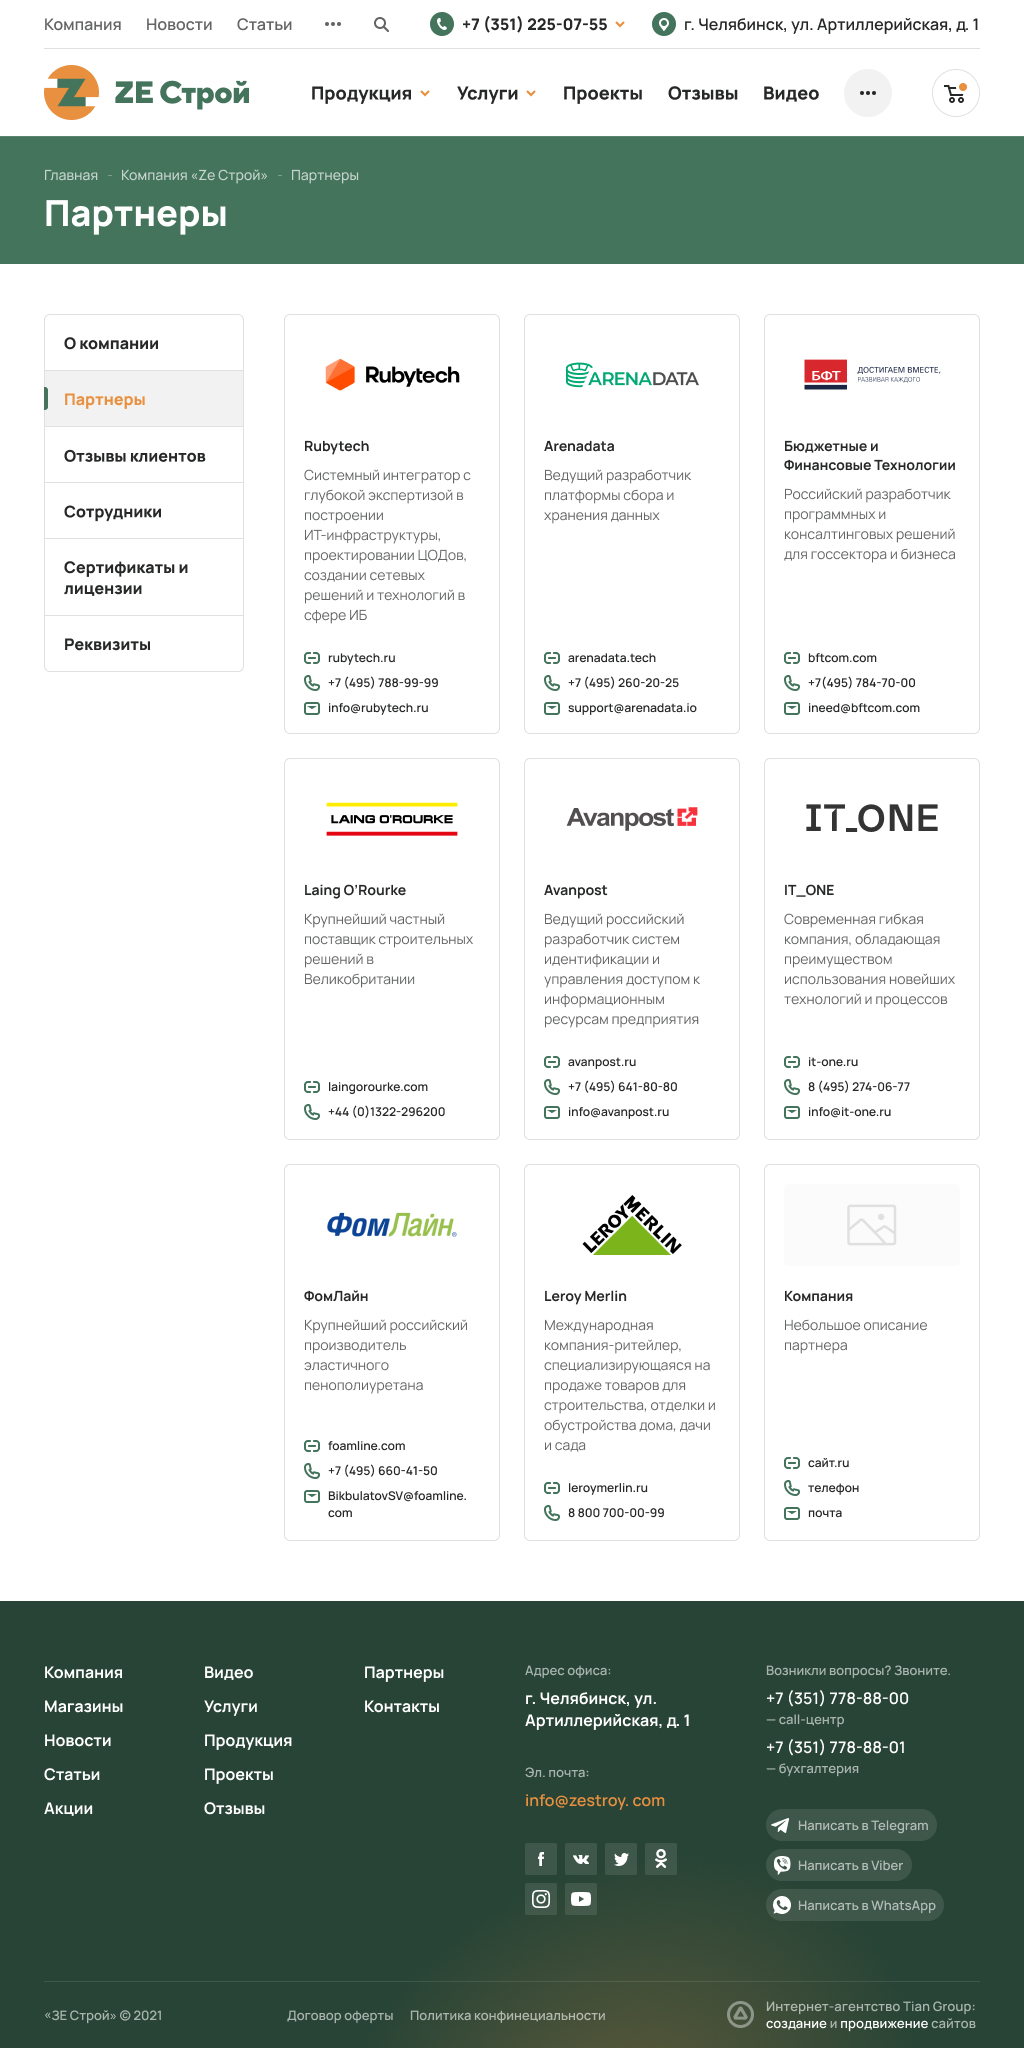 Компания Новости Статьи ••• +7 (351) 225-07-55 г. Челябинск, ул. Артиллерийская, д. 1
ZE Строй Продукция Услуги Проекты Отзывы Видео •••
Главная - Компания «Ze Строй» - Партнеры
Партнеры
О компании
Партнеры
Отзывы клиентов
Сотрудники
Сертификаты и
лицензии
Реквизиты
Rubytech
Rubytech
Системный интегратор с
глубокой экспертизой в
построении
ИТ-инфраструктуры,
проектировании ЦОДов,
создании сетевых
решений и технологий в
сфере ИБ
rubytech.ru
+7 (495) 788-99-99
info@rubytech.ru
ARENADATA
Arenadata
Ведущий разработчик
платформы сбора и
хранения данных
arenadata.tech
+7 (495) 260-20-25
support@arenadata.io
БФТ
ДОСТИГАЕМ ВМЕСТЕ,
РАЗВИВАЯ КАЖДОГО
Бюджетные и
Финансовые Технологии
Российский разработчик
программных и
консалтинговых решений
для госсектора и бизнеса
bftcom.com
+7(495) 784-70-00
ineed@bftcom.com
LAING O'ROURKE
Laing O'Rourke
Крупнейший частный
поставщик строительных
решений в
Великобритании
laingorourke.com
+44 (0)1322-296200
Avanpost
Avanpost
Ведущий российский
разработчик систем
идентификации и
управления доступом к
информационным
ресурсам предприятия
avanpost.ru
+7 (495) 641-80-80
info@avanpost.ru
IT_ONE
IT_ONE
Современная гибкая
компания, обладающая
преимуществом
использования новейших
технологий и процессов
it-one.ru
8 (495) 274-06-77
info@it-one.ru
ФомЛайн®
ФомЛайн
Крупнейший российский
производитель
эластичного
пенополиуретана
foamline.com
+7 (495) 660-41-50
BikbulatovSV@foamline.
com
LEROY MERLIN
Leroy Merlin
Международная
компания-ритейлер,
специализирующаяся на
продаже товаров для
строительства, отделки и
обустройства дома, дачи
и сада
leroymerlin.ru
8 800 700-00-99
Компания
Небольшое описание
партнера
сайт.ru
телефон
почта
Компания
Магазины
Новости
Статьи
Акции
Видео
Услуги
Продукция
Проекты
Отзывы
Партнеры
Контакты
Адрес офиса:
г. Челябинск, ул.
Артиллерийская, д. 1
Эл. почта:
info@zestroy. com
Возникли вопросы? Звоните.
+7 (351) 778-88-00
— call-центр
+7 (351) 778-88-01
— бухгалтерия
Написать в Telegram
Написать в Viber
Написать в WhatsApp
«ЗЕ Строй» © 2021 Договор оферты Политика конфинециальности
Интернет-агентство Tian Group:
создание и продвижение сайтов